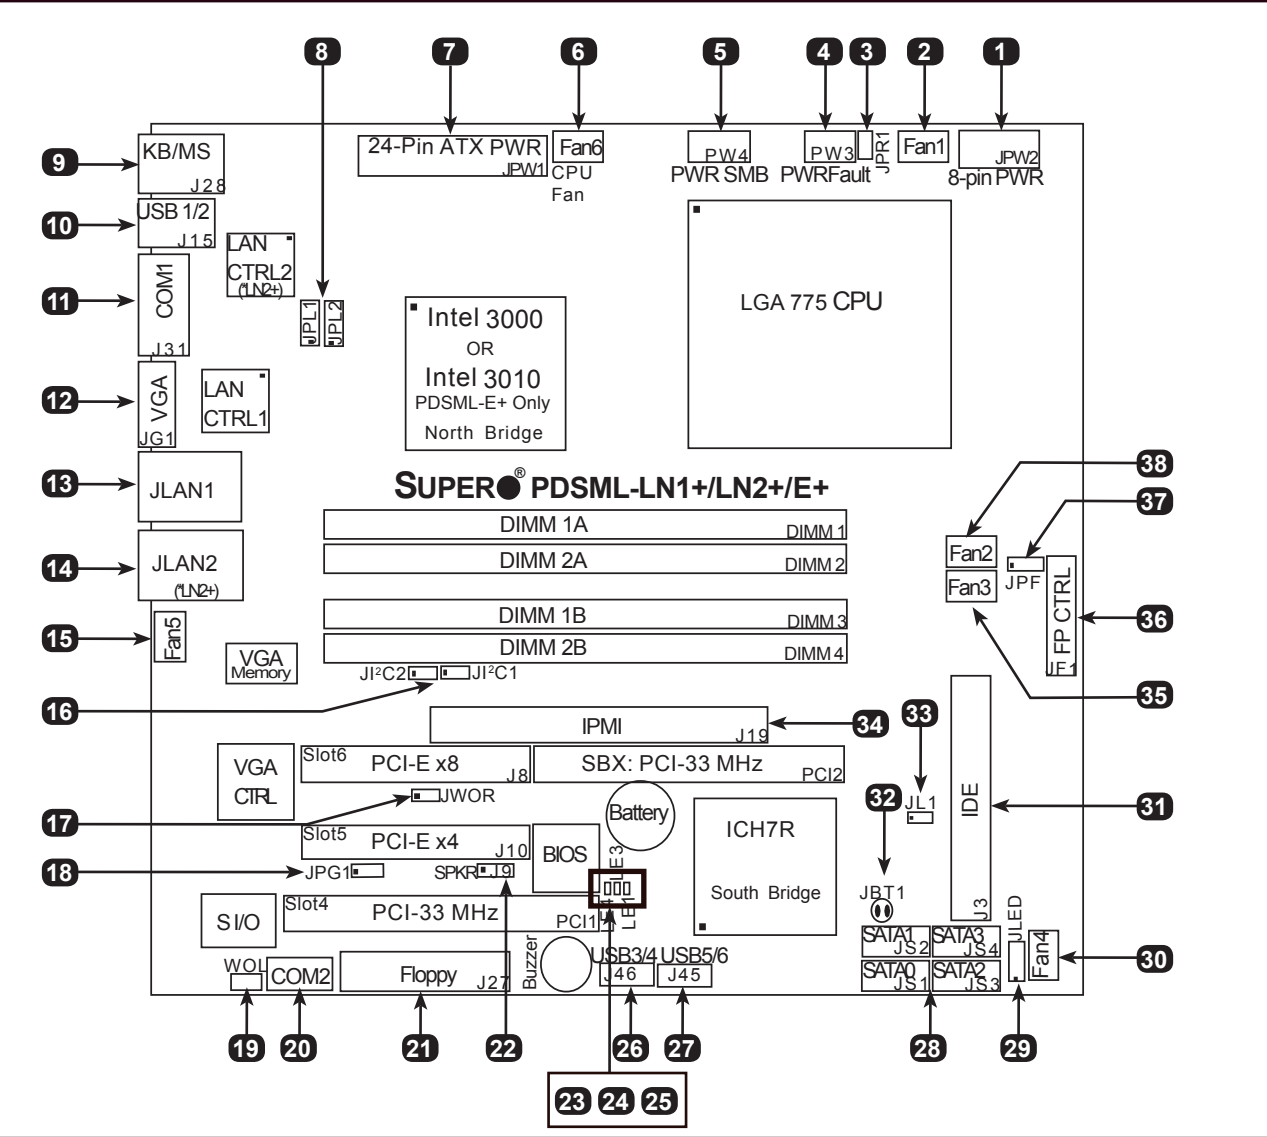 8 7 6 5 4 3 2 1
9 KB/MS J28
24-Pin ATX PWR JPW1
Fan6
CPU Fan
PW4
PWR SMB
PW3
PWRFault
JPR1
Fan1
JPW2
8-pin PWR
10 USB 1/2 J15
LAN CTRL2 (*LN2+)
11 COM1 J31
JPL1 JPL2
Intel 3000
OR
Intel 3010
PDSML-E+ Only
North Bridge
LGA 775 CPU
12 VGA JG1
LAN CTRL1
13 JLAN1
SUPER® PDSML-LN1+/LN2+/E+
38
37
DIMM 1A DIMM 1
DIMM 2A DIMM 2
14 JLAN2 (*LN2+)
Fan2
Fan3
JPF
FP CTRL JF1
36
DIMM 1B DIMM 3
DIMM 2B DIMM 4
15 Fan5
VGA Memory
JI²C2 JI²C1
35
16
IPMI J19
34
33
VGA CTRL
Slot6 PCI-E x8 J8
SBX: PCI-33 MHz PCI2
17 JWOR
Battery
32
JL1
IDE J3
31
Slot5 PCI-E x4 J10
BIOS
ICH7R
South Bridge
18 JPG1
SPKR J9
LE3
LE4 LE1
JBT1
S I/O
Slot4 PCI-33 MHz PCI1
SATA1 JS2
SATA3 JS4
JLED
Fan4
30
WOL
COM2
Floppy J27
Buzzer
USB3/4 J46
USB5/6 J45
SATA0 JS1
SATA2 JS3
19 20 21 22 26 27 28 29
23 24 25